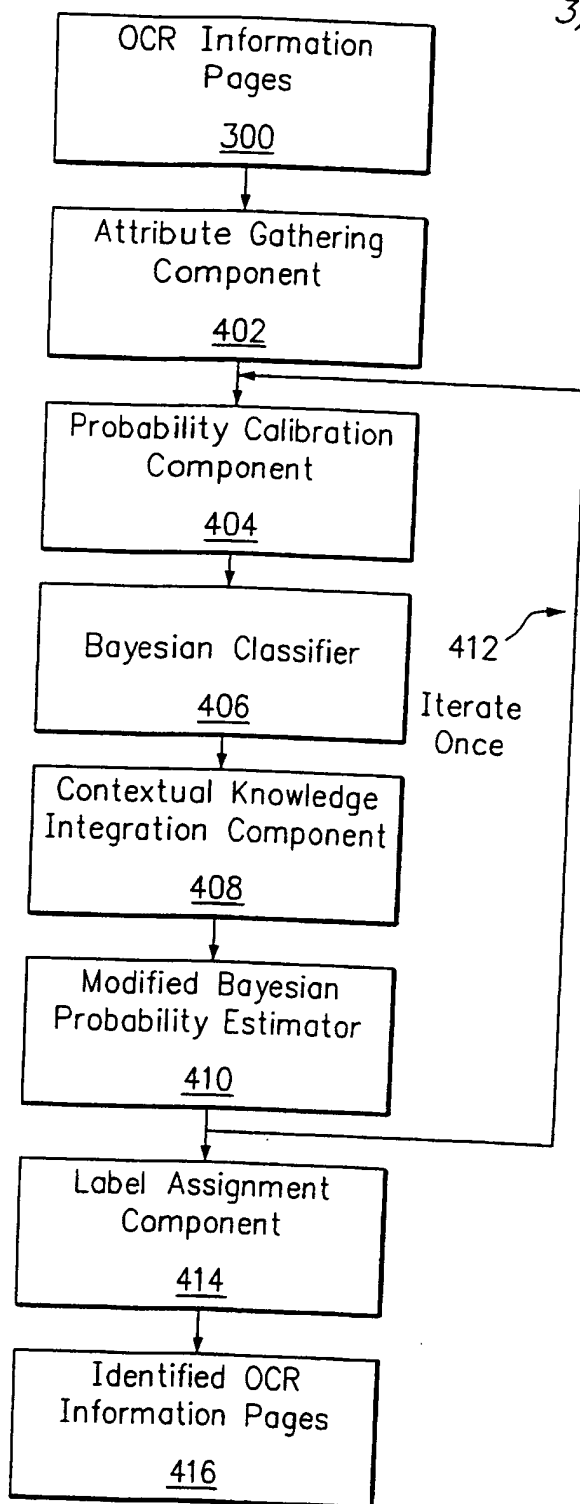 3,
OCR Information
Pages
300
Attribute Gathering
Component
402
Probability Calibration
Component
404
Bayesian Classifier
406
412
Iterate
Once
Contextual Knowledge
Integration Component
408
Modified Bayesian
Probability Estimator
410
Label Assignment
Component
414
Identified OCR
Information Pages
416